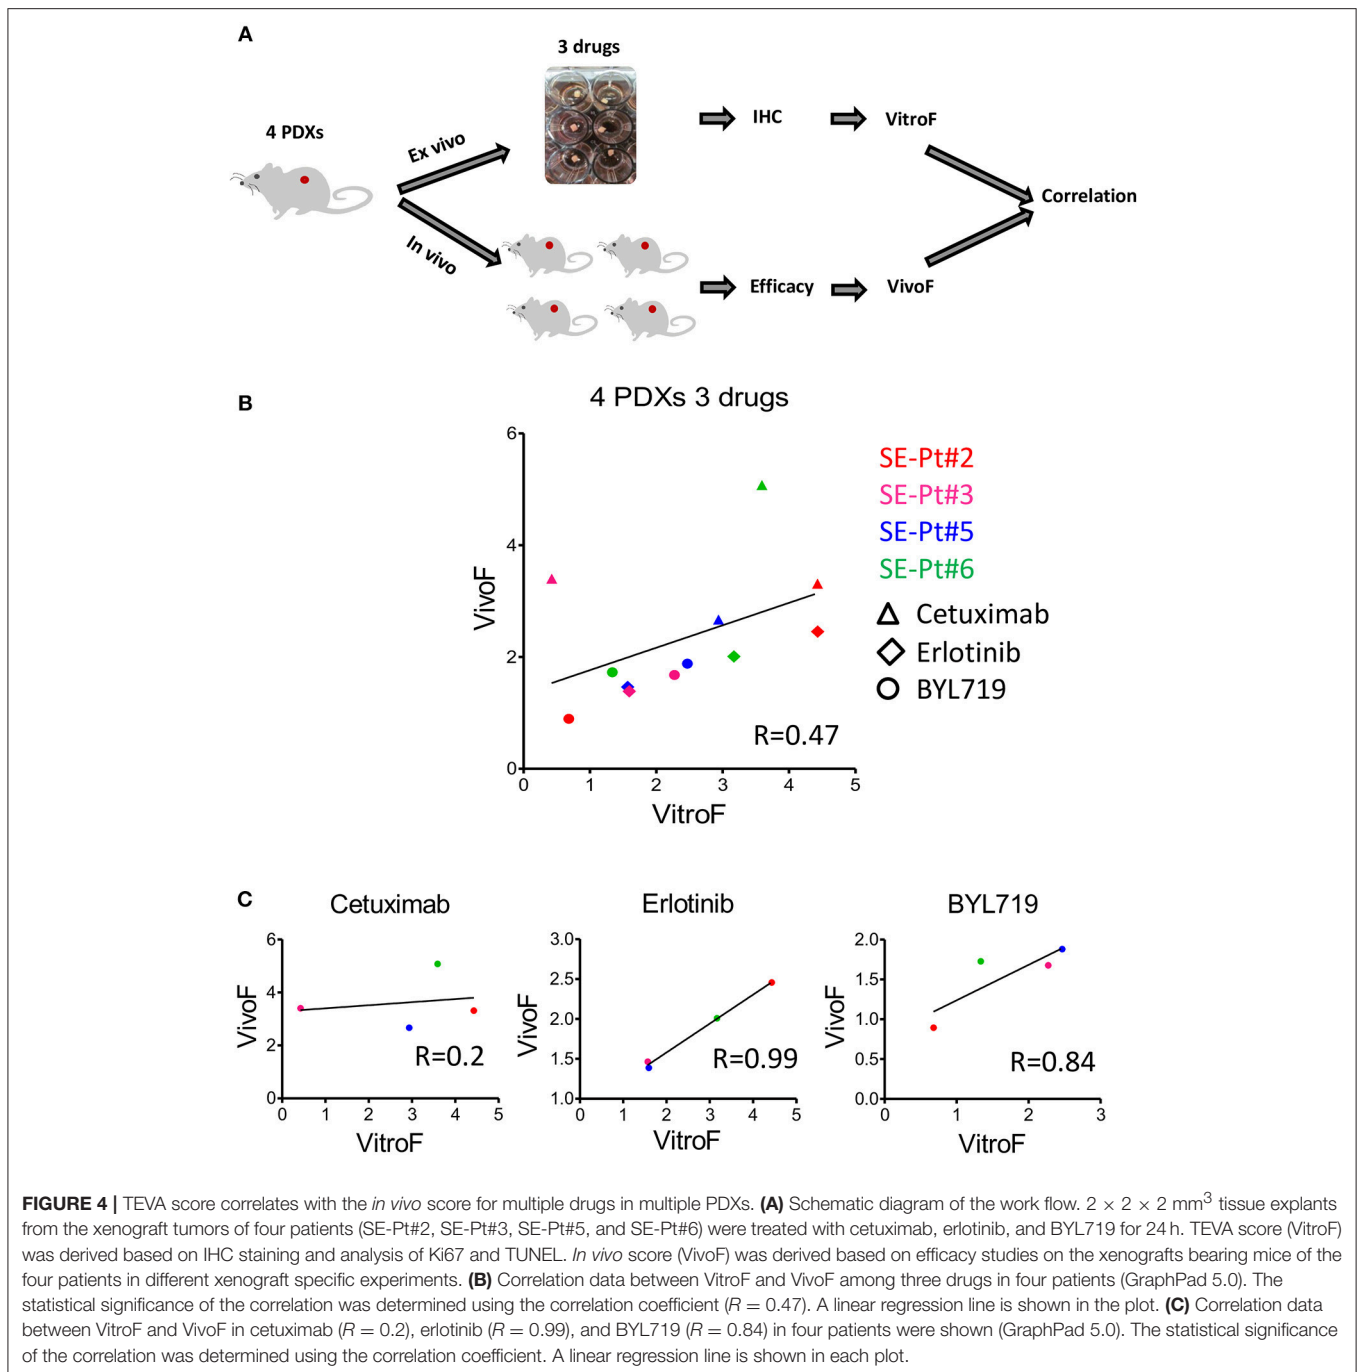 A
3 drugs
4 PDXs
Ex vivo
IHC
VitroF
Correlation
In vivo
Efficacy
VivoF
B
4 PDXs 3 drugs
6
4
2
0
VivoF
0 1 2 3 4 5
VitroF
R=0.47
SE-Pt#2
SE-Pt#3
SE-Pt#5
SE-Pt#6
Cetuximab
Erlotinib
BYL719
C
Cetuximab
6
4
2
0
VivoF
R=0.2
0 1 2 3 4 5
VitroF
Erlotinib
3.0
2.5
2.0
1.5
1.0
VivoF
R=0.99
0 1 2 3 4 5
VitroF
BYL719
2.0
1.5
1.0
0.5
0.0
VivoF
R=0.84
0 1 2 3
VitroF
FIGURE 4 | TEVA score correlates with the in vivo score for multiple drugs in multiple PDXs. (A) Schematic diagram of the work flow. 2 × 2 × 2 mm³ tissue explants
from the xenograft tumors of four patients (SE-Pt#2, SE-Pt#3, SE-Pt#5, and SE-Pt#6) were treated with cetuximab, erlotinib, and BYL719 for 24 h. TEVA score (VitroF)
was derived based on IHC staining and analysis of Ki67 and TUNEL. In vivo score (VivoF) was derived based on efficacy studies on the xenografts bearing mice of the
four patients in different xenograft specific experiments. (B) Correlation data between VitroF and VivoF among three drugs in four patients (GraphPad 5.0). The
statistical significance of the correlation was determined using the correlation coefficient (R = 0.47). A linear regression line is shown in the plot. (C) Correlation data
between VitroF and VivoF in cetuximab (R = 0.2), erlotinib (R = 0.99), and BYL719 (R = 0.84) in four patients were shown (GraphPad 5.0). The statistical significance
of the correlation was determined using the correlation coefficient. A linear regression line is shown in each plot.